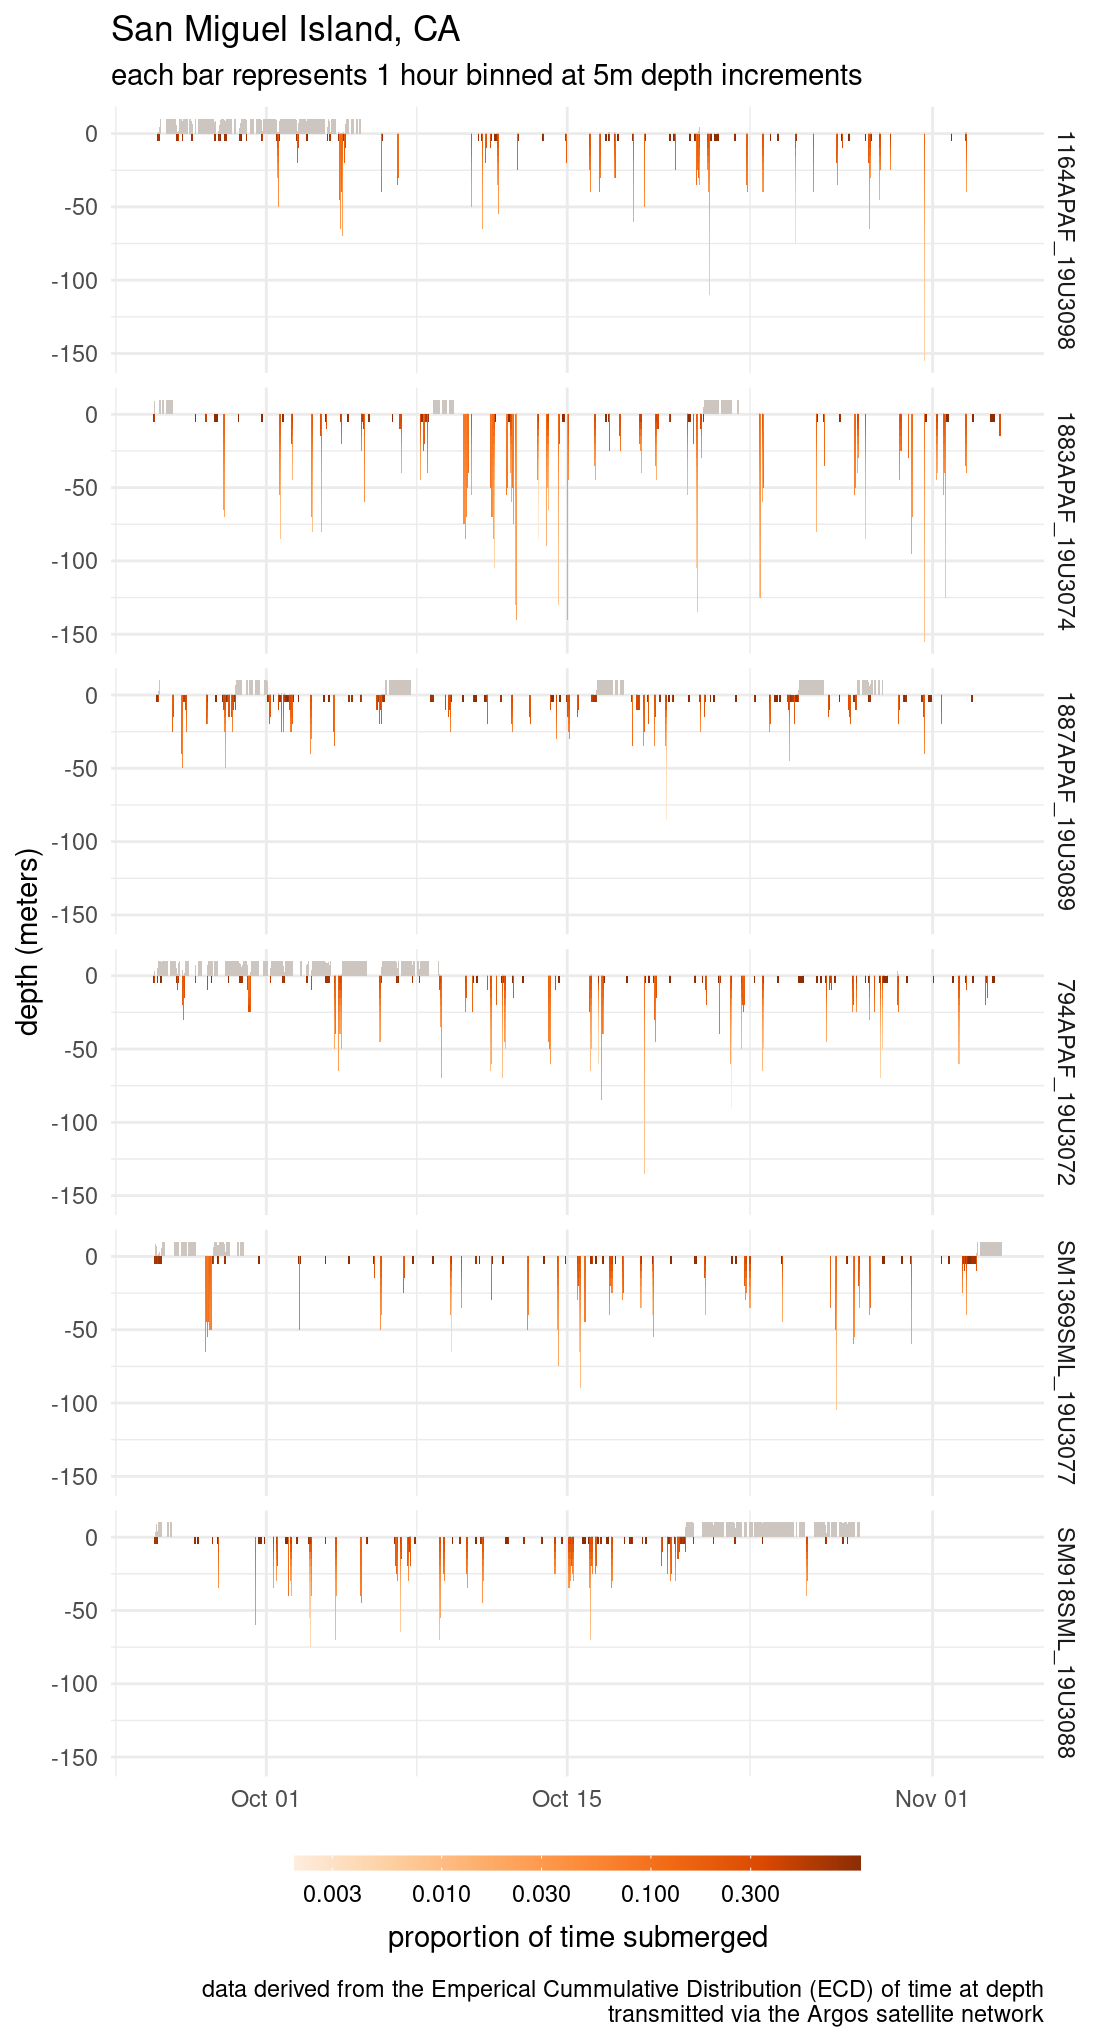 San Miguel Island, CA
each bar represents 1 hour binned at 5m depth increments
depth (meters)
0
-50
-100
-150
1164APAF_19U3098
0
-50
-100
-150
1883APAF_19U3074
0
-50
-100
-150
1887APAF_19U3089
0
-50
-100
-150
794APAF_19U3072
0
-50
-100
-150
SM1369SML_19U3077
0
-50
-100
-150
SM918SML_19U3088
Oct 01 Oct 15 Nov 01
0.003 0.010 0.030 0.100 0.300
proportion of time submerged
data derived from the Emperical Cummulative Distribution (ECD) of time at depth
transmitted via the Argos satellite network